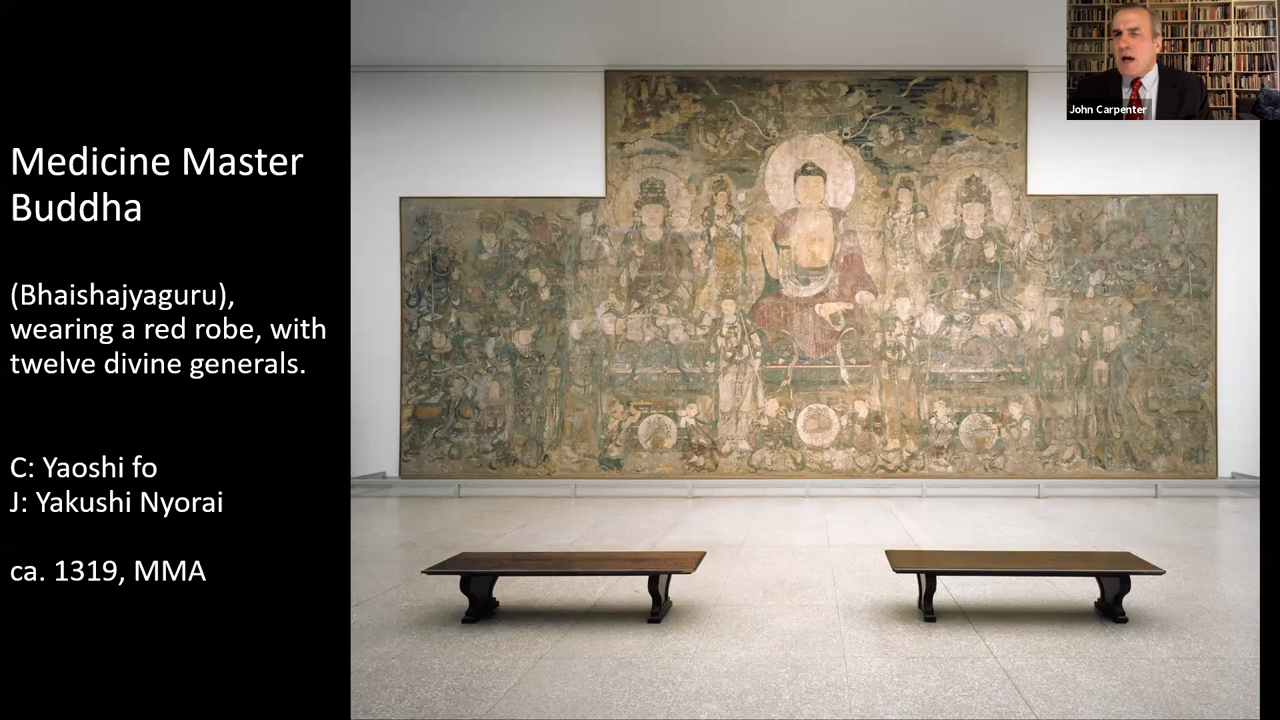 Medicine Master
Buddha
(Bhaishajyaguru),
wearing a red robe, with
twelve divine generals.
C: Yaoshi fo
J: Yakushi Nyorai
ca. 1319, MMA
John Carpenter